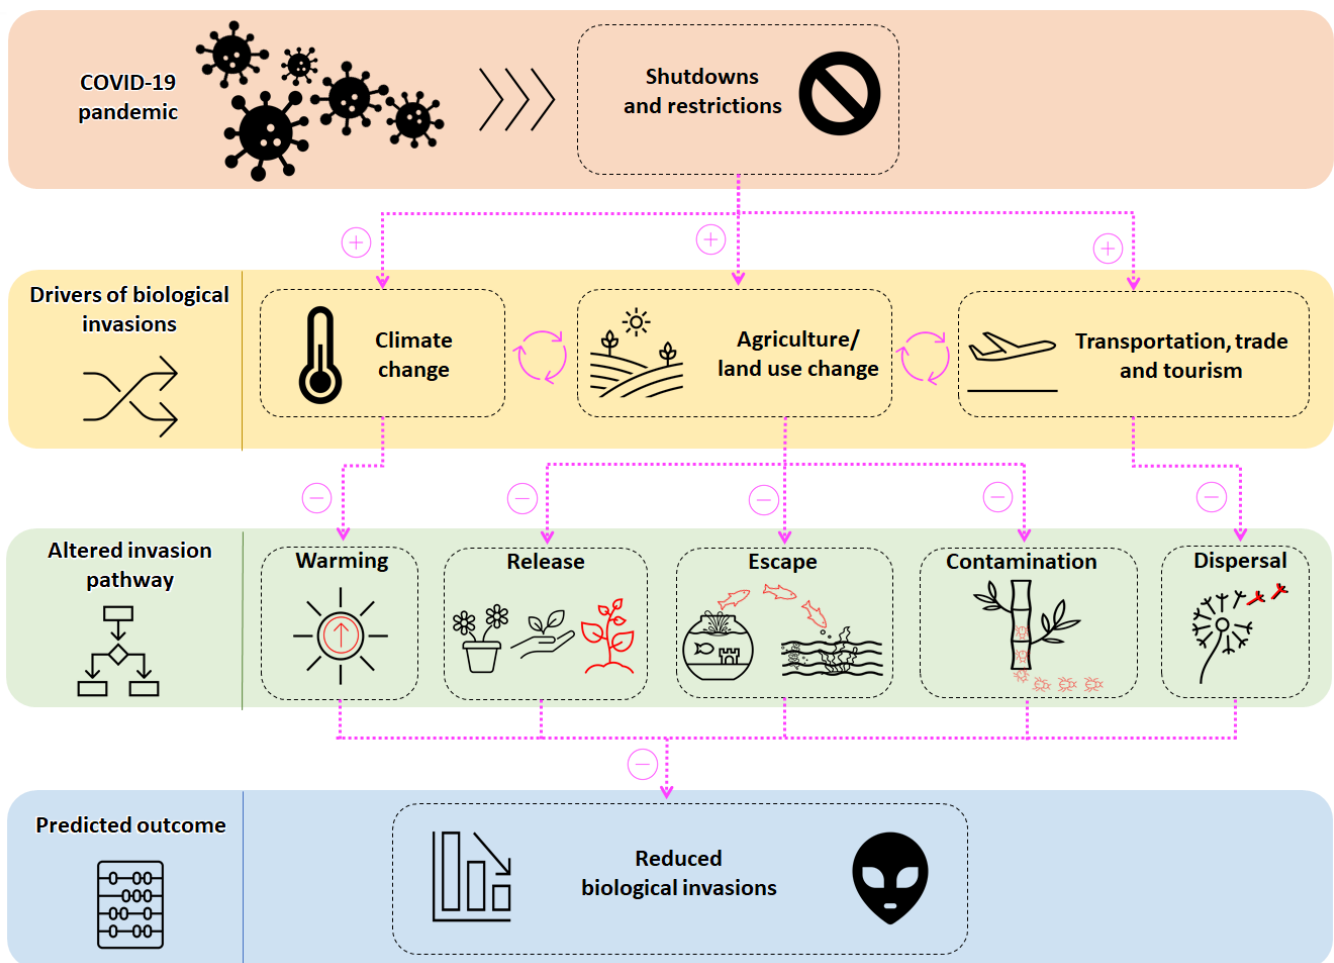 COVID-19
pandemic
Shutdowns
and restrictions
+
+
+
Drivers of biological
invasions
Climate
change
Agriculture/
land use change
Transportation, trade
and tourism
−
−
−
−
−
Altered invasion
pathway
Warming
Release
Escape
Contamination
Dispersal
−
Predicted outcome
Reduced
biological invasions